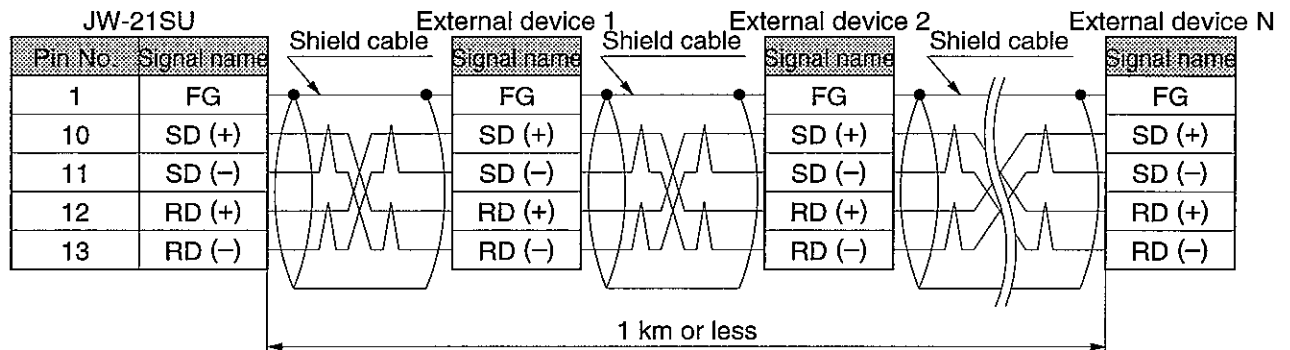 JW-21SU External device 1 External device 2 External device N
Pin No. Signal name Shield cable Signal name Shield cable Signal name Shield cable Signal name
1 FG FG FG FG
10 SD (+) SD (+) SD (+) SD (+)
11 SD (−) SD (−) SD (−) SD (−)
12 RD (+) RD (+) RD (+) RD (+)
13 RD (−) RD (−) RD (−) RD (−)
1 km or less